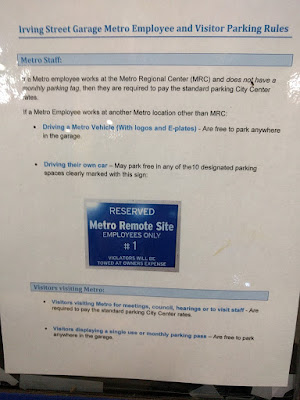 Irving Street Garage Metro Employee and Visitor Parking Rules
Metro Staff:
If a Metro employee works at the Metro Regional Center (MRC) and does not have a
monthly parking tag, then they are required to pay the standard parking City Center
rates.
If a Metro Employee works at another Metro location other than MRC:
• Driving a Metro Vehicle (With logos and E-plates) - Are free to park anywhere
in the garage.
• Driving their own car – May park free in any of the10 designated parking
spaces clearly marked with this sign:
RESERVED
Metro Remote Site
EMPLOYEES ONLY
# 1
VIOLATORS WILL BE
TOWED AT OWNERS EXPENSE
Visitors visiting Metro:
• Visitors visiting Metro for meetings, council, hearings or to visit staff - Are
required to pay the standard parking City Center rates.
• Visitors displaying a single use or monthly parking pass – Are free to park
anywhere in the garage.